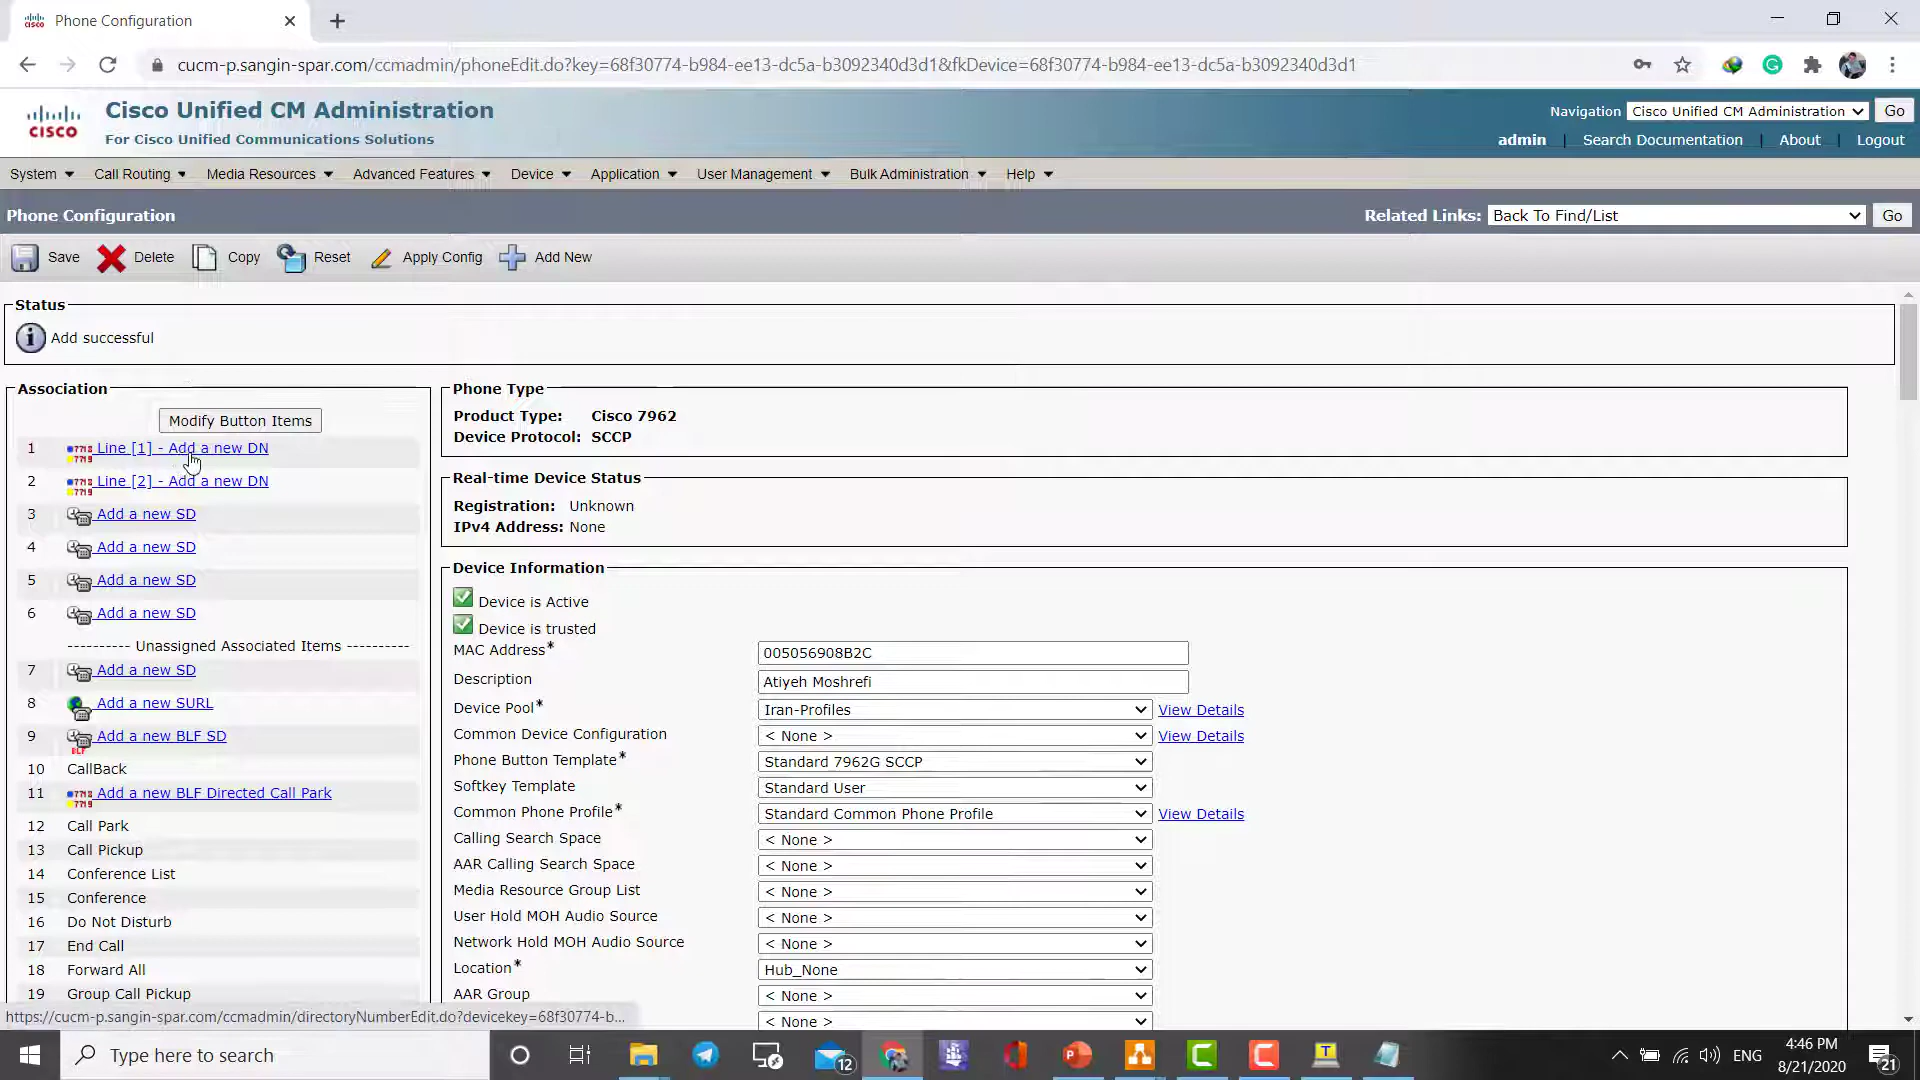 Phone Configuration
cucm-p.sangin-spar.com/ccmadmin/phoneEdit.do?key=68f30774-b984-ee13-dc5a-b3092340d3d1&fkDevice=68f30774-b984-ee13-dc5a-b3092340d3d1
CISCO
Cisco Unified CM Administration
For Cisco Unified Communications Solutions
Navigation Cisco Unified CM Administration Go
admin Search Documentation About Logout
System Call Routing Media Resources Advanced Features Device Application User Management Bulk Administration Help
Phone Configuration
Related Links: Back To Find/List Go
Save Delete Copy Reset Apply Config Add New
Status
Add successful
Association
Modify Button Items
1 Line [1] - Add a new DN
2 Line [2] - Add a new DN
3 Add a new SD
4 Add a new SD
5 Add a new SD
6 Add a new SD
---------- Unassigned Associated Items ----------
7 Add a new SD
8 Add a new SURL
9 Add a new BLF SD
10 CallBack
11 Add a new BLF Directed Call Park
12 Call Park
13 Call Pickup
14 Conference List
15 Conference
16 Do Not Disturb
17 End Call
18 Forward All
19 Group Call Pickup
Phone Type
Product Type: Cisco 7962
Device Protocol: SCCP
Real-time Device Status
Registration: Unknown
IPv4 Address: None
Device Information
Device is Active
Device is trusted
MAC Address* 005056908B2C
Description Atiyeh Moshrefi
Device Pool* Iran-Profiles View Details
Common Device Configuration < None > View Details
Phone Button Template* Standard 7962G SCCP
Softkey Template Standard User
Common Phone Profile* Standard Common Phone Profile View Details
Calling Search Space < None >
AAR Calling Search Space < None >
Media Resource Group List < None >
User Hold MOH Audio Source < None >
Network Hold MOH Audio Source < None >
Location* Hub_None
AAR Group < None >
< None >
https://cucm-p.sangin-spar.com/ccmadmin/directoryNumberEdit.do?devicekey=68f30774-b...
Type here to search
12
ENG
4:46 PM
8/21/2020
21